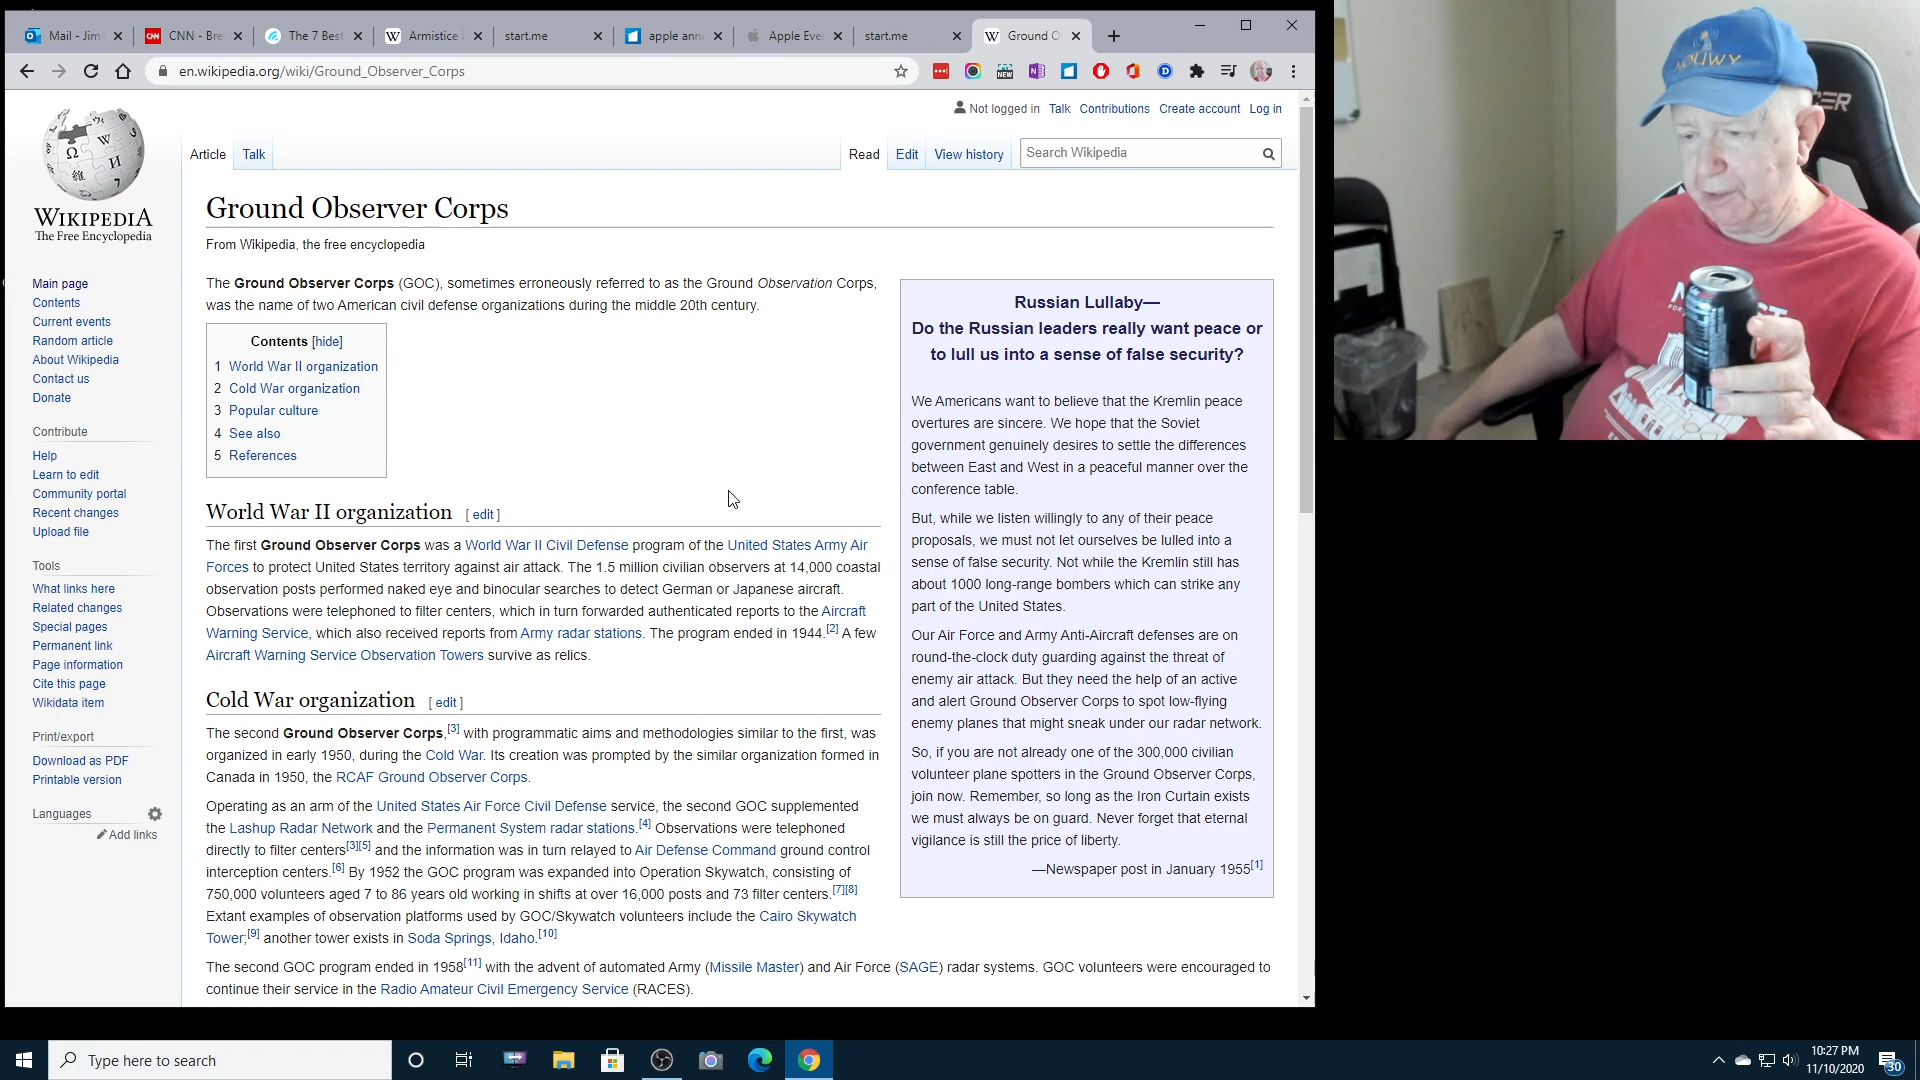 Mail - Jim
CNN - Bre
The 7 Best
Armistice
start.me
apple ann
Apple Eve
start.me
Ground O
en.wikipedia.org/wiki/Ground_Observer_Corps
NEW
Not logged in Talk Contributions Create account Log in
Article Talk
Read Edit View history Search Wikipedia
WIKIPEDIA
The Free Encyclopedia
Main page
Contents
Current events
Random article
About Wikipedia
Contact us
Donate
Contribute
Help
Learn to edit
Community portal
Recent changes
Upload file
Tools
What links here
Related changes
Special pages
Permanent link
Page information
Cite this page
Wikidata item
Print/export
Download as PDF
Printable version
Languages
Add links
Ground Observer Corps
From Wikipedia, the free encyclopedia
The Ground Observer Corps (GOC), sometimes erroneously referred to as the Ground Observation Corps,
was the name of two American civil defense organizations during the middle 20th century.
Contents [hide]
1 World War II organization
2 Cold War organization
3 Popular culture
4 See also
5 References
World War II organization [ edit ]
The first Ground Observer Corps was a World War II Civil Defense program of the United States Army Air
Forces to protect United States territory against air attack. The 1.5 million civilian observers at 14,000 coastal
observation posts performed naked eye and binocular searches to detect German or Japanese aircraft.
Observations were telephoned to filter centers, which in turn forwarded authenticated reports to the Aircraft
Warning Service, which also received reports from Army radar stations. The program ended in 1944.[2] A few
Aircraft Warning Service Observation Towers survive as relics.
Cold War organization [ edit ]
The second Ground Observer Corps,[3] with programmatic aims and methodologies similar to the first, was
organized in early 1950, during the Cold War. Its creation was prompted by the similar organization formed in
Canada in 1950, the RCAF Ground Observer Corps.
Operating as an arm of the United States Air Force Civil Defense service, the second GOC supplemented
the Lashup Radar Network and the Permanent System radar stations.[4] Observations were telephoned
directly to filter centers[3][5] and the information was in turn relayed to Air Defense Command ground control
interception centers.[6] By 1952 the GOC program was expanded into Operation Skywatch, consisting of
750,000 volunteers aged 7 to 86 years old working in shifts at over 16,000 posts and 73 filter centers.[7][8]
Extant examples of observation platforms used by GOC/Skywatch volunteers include the Cairo Skywatch
Tower;[9] another tower exists in Soda Springs, Idaho.[10]
The second GOC program ended in 1958[11] with the advent of automated Army (Missile Master) and Air Force (SAGE) radar systems. GOC volunteers were encouraged to
continue their service in the Radio Amateur Civil Emergency Service (RACES).
Russian Lullaby—
Do the Russian leaders really want peace or
to lull us into a sense of false security?
We Americans want to believe that the Kremlin peace
overtures are sincere. We hope that the Soviet
government genuinely desires to settle the differences
between East and West in a peaceful manner over the
conference table.
But, while we listen willingly to any of their peace
proposals, we must not let ourselves be lulled into a
sense of false security. Not while the Kremlin still has
about 1000 long-range bombers which can strike any
part of the United States.
Our Air Force and Army Anti-Aircraft defenses are on
round-the-clock duty guarding against the threat of
enemy air attack. But they need the help of an active
and alert Ground Observer Corps to spot low-flying
enemy planes that might sneak under our radar network.
So, if you are not already one of the 300,000 civilian
volunteer plane spotters in the Ground Observer Corps,
join now. Remember, so long as the Iron Curtain exists
we must always be on guard. Never forget that eternal
vigilance is still the price of liberty.
—Newspaper post in January 1955[1]
Type here to search
10:27 PM
11/10/2020
30